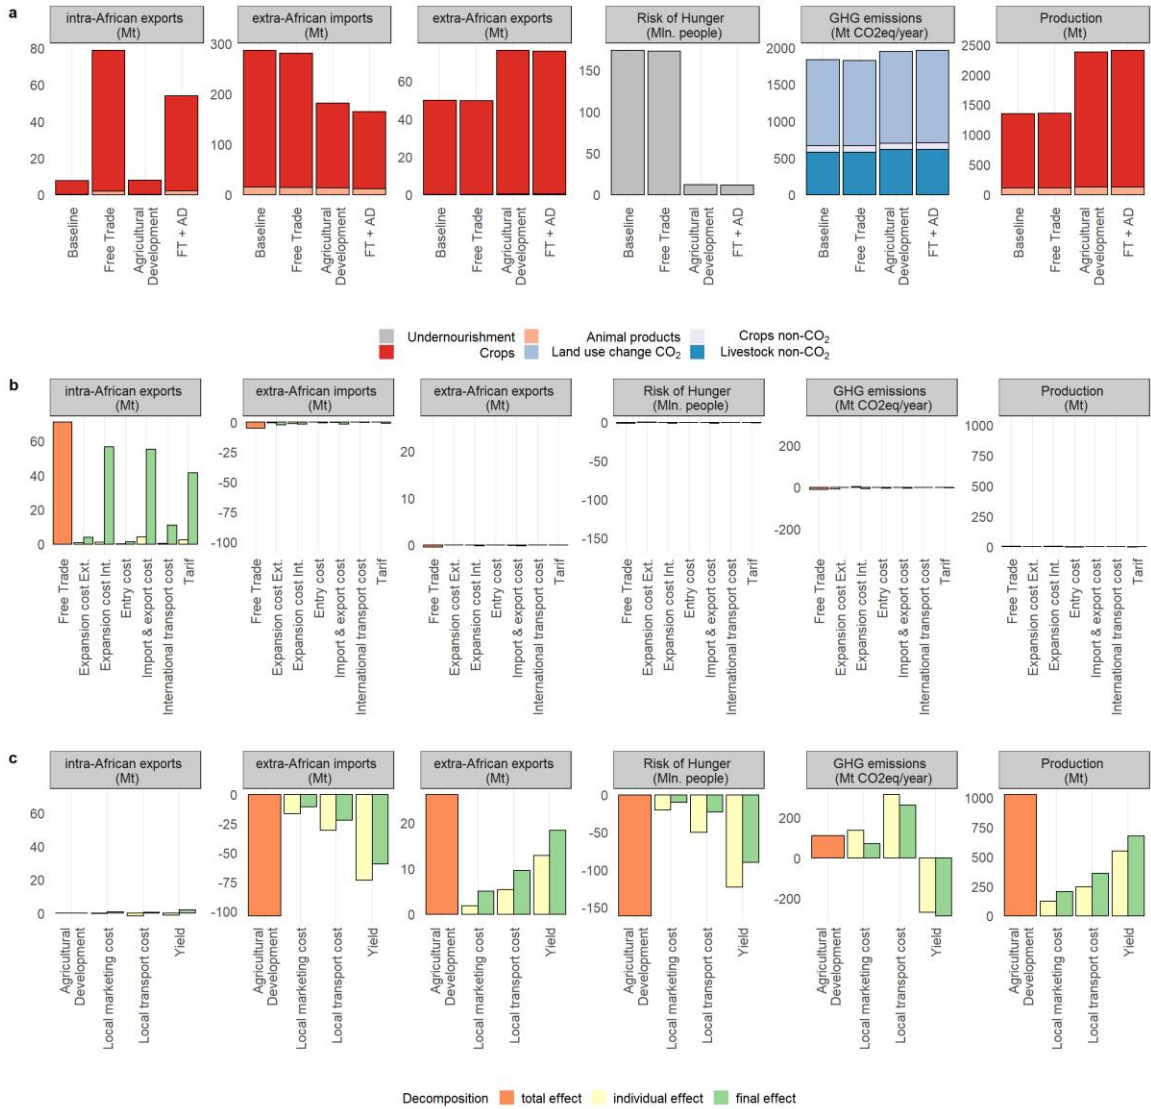 a
intra-African exports
(Mt)
extra-African imports
(Mt)
extra-African exports
(Mt)
Risk of Hunger
(Mln. people)
GHG emissions
(Mt CO2eq/year)
Production
(Mt)
80
60
40
20
0
300
200
100
0
60
40
20
0
150
100
50
0
2000
1500
1000
500
0
2500
2000
1500
1000
500
0
Baseline
Free Trade
Agricultural
Development
FT + AD
Baseline
Free Trade
Agricultural
Development
FT + AD
Baseline
Free Trade
Agricultural
Development
FT + AD
Baseline
Free Trade
Agricultural
Development
FT + AD
Baseline
Free Trade
Agricultural
Development
FT + AD
Baseline
Free Trade
Agricultural
Development
FT + AD
Undernourishment
Animal products
Crops non-CO₂
Crops
Land use change CO₂
Livestock non-CO₂
b
intra-African exports
(Mt)
extra-African imports
(Mt)
extra-African exports
(Mt)
Risk of Hunger
(Mln. people)
GHG emissions
(Mt CO2eq/year)
Production
(Mt)
60
40
20
0
0
-25
-50
-75
-100
20
10
0
0
-50
-100
-150
200
0
-200
1000
750
500
250
0
Free Trade
Expansion cost Ext.
Expansion cost Int.
Entry cost
Import & export cost
International transport cost
Tarif
Free Trade
Expansion cost Ext.
Expansion cost Int.
Entry cost
Import & export cost
International transport cost
Tarif
Free Trade
Expansion cost Ext.
Expansion cost Int.
Entry cost
Import & export cost
International transport cost
Tarif
Free Trade
Expansion cost Ext.
Expansion cost Int.
Entry cost
Import & export cost
International transport cost
Tarif
Free Trade
Expansion cost Ext.
Expansion cost Int.
Entry cost
Import & export cost
International transport cost
Tarif
Free Trade
Expansion cost Ext.
Expansion cost Int.
Entry cost
Import & export cost
International transport cost
Tarif
c
intra-African exports
(Mt)
extra-African imports
(Mt)
extra-African exports
(Mt)
Risk of Hunger
(Mln. people)
GHG emissions
(Mt CO2eq/year)
Production
(Mt)
60
40
20
0
0
-25
-50
-75
-100
20
10
0
0
-50
-100
-150
200
0
-200
1000
750
500
250
0
Agricultural
Development
Local marketing cost
Local transport cost
Yield
Agricultural
Development
Local marketing cost
Local transport cost
Yield
Agricultural
Development
Local marketing cost
Local transport cost
Yield
Agricultural
Development
Local marketing cost
Local transport cost
Yield
Agricultural
Development
Local marketing cost
Local transport cost
Yield
Agricultural
Development
Local marketing cost
Local transport cost
Yield
Decomposition
total effect
individual effect
final effect